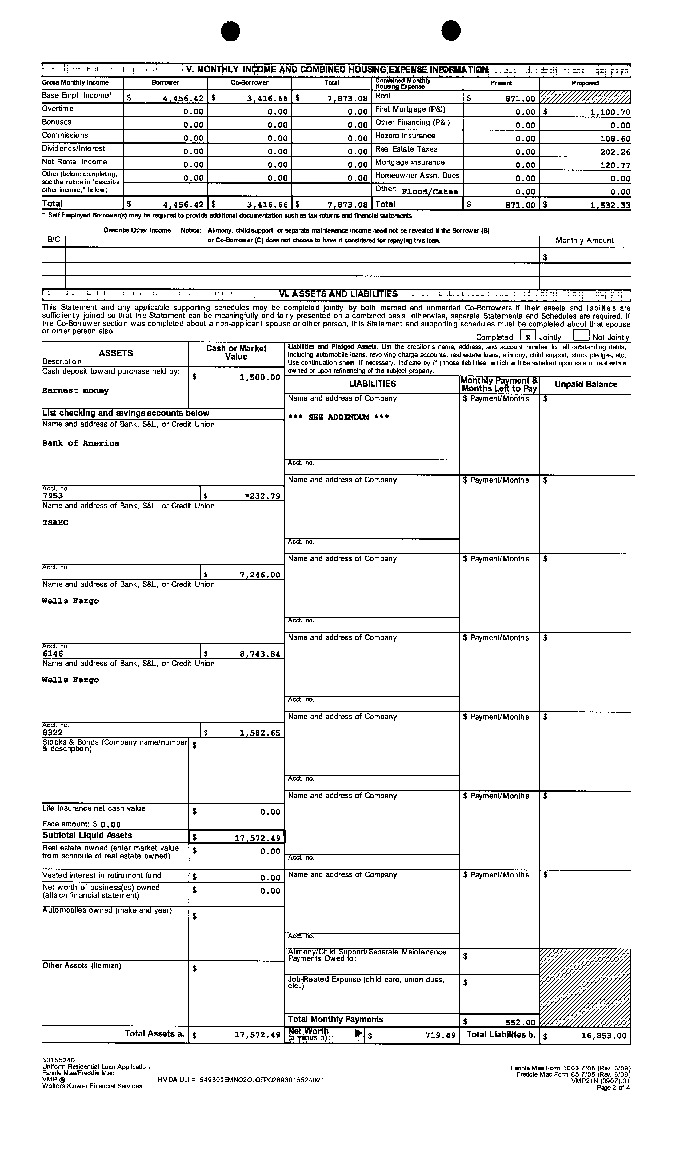 V. MONTHLY INCOME AND COMBINED HOUSING EXPENSE INFORMATION
Gross Monthly Income Borrower Co-Borrower Total Combined Monthly Housing Expense Present Proposed
Base Empl. Income* $ 4,456.42 $ 3,416.66 $ 7,873.08 Rent $ 871.00
Overtime 0.00 0.00 0.00 First Mortgage (P&I) 0.00 $ 1,100.70
Bonuses 0.00 0.00 0.00 Other Financing (P&I) 0.00 0.00
Commissions 0.00 0.00 0.00 Hazard Insurance 0.00 108.60
Dividends/Interest 0.00 0.00 0.00 Real Estate Taxes 0.00 202.26
Net Rental Income 0.00 0.00 0.00 Mortgage Insurance 0.00 120.77
Other (before completing, see the notice in "describe other income," below) 0.00 0.00 0.00 Homeowner Assn. Dues 0.00 0.00
Other: Flood/Catas 0.00 0.00
Total $ 4,456.42 $ 3,416.66 $ 7,873.08 Total $ 871.00 $ 1,532.33
* Self Employed Borrower(s) may be required to provide additional documentation such as tax returns and financial statements.
Describe Other Income Notice: Alimony, child support, or separate maintenance income need not be revealed if the Borrower (B)
B/C or Co-Borrower (C) does not choose to have it considered for repaying this loan. Monthly Amount
$
VI. ASSETS AND LIABILITIES
This Statement and any applicable supporting schedules may be completed jointly by both married and unmarried Co-Borrowers if their assets and liabilities are
sufficiently joined so that the Statement can be meaningfully and fairly presented on a combined basis; otherwise, separate Statements and Schedules are required. If
the Co-Borrower section was completed about a non-applicant spouse or other person, this Statement and supporting schedules must be completed about that spouse
or other person also.
Completed x Jointly Not Jointly
ASSETS
Description
Cash or Market Value
Liabilities and Pledged Assets. List the creditor's name, address, and account number for all outstanding debts,
including automobile loans, revolving charge accounts, real estate loans, alimony, child support, stock pledges, etc.
Use continuation sheet, if necessary. Indicate by (*) those liabilities, which will be satisfied upon sale of real estate
owned or upon refinancing of the subject property.
Cash deposit toward purchase held by: $ 1,500.00
Earnest money
LIABILITIES Monthly Payment & Months Left to Pay Unpaid Balance
Name and address of Company $ Payment/Months $
*** SEE ADDENDUM ***
List checking and savings accounts below
Name and address of Bank, S&L, or Credit Union
Bank of America
Acct. no.
Name and address of Company $ Payment/Months $
Acct. no.
7953 $ *232.79
Name and address of Bank, S&L, or Credit Union
Acct. no.
Name and address of Company $ Payment/Months $
Acct. no.
$ 7,246.00
Name and address of Bank, S&L, or Credit Union
Wells Fargo
Acct. no.
Name and address of Company $ Payment/Months $
Acct. no.
6146 $ 8,743.84
Name and address of Bank, S&L, or Credit Union
Wells Fargo
Acct. no.
Name and address of Company $ Payment/Months $
Acct. no.
8322 $
Stocks & Bonds (Company name/number & description) $
Acct. no.
Name and address of Company $ Payment/Months $
Life insurance net cash value $ 0.00
Face amount: $ 0.00
Subtotal Liquid Assets $ 17,572.49
Real estate owned (enter market value from schedule of real estate owned) $ 0.00
Acct. no.
Vested interest in retirement fund $ 0.00
Name and address of Company $ Payment/Months $
Net worth of business(es) owned (attach financial statement) $ 0.00
Automobiles owned (make and year) $
Acct. no.
Alimony/Child Support/Separate Maintenance Payments Owed to: $
Other Assets (itemize) $
Job-Related Expense (child care, union dues, etc.) $
Total Monthly Payments $ 552.00
Total Assets a. $ 17,572.49 Net Worth (a minus b) $ 719.49 Total Liabilities b. $ 16,853.00
Uniform Residential Loan Application
Fannie Mae/Freddie Mac
VMP ®
Wolters Kluwer Financial Services
Fannie Mae Form 1003 7/05 (Rev. 6/09)
Freddie Mac Form 65 7/05 (Rev. 6/09)
VMP21N (0907).01
Page 2 of 4